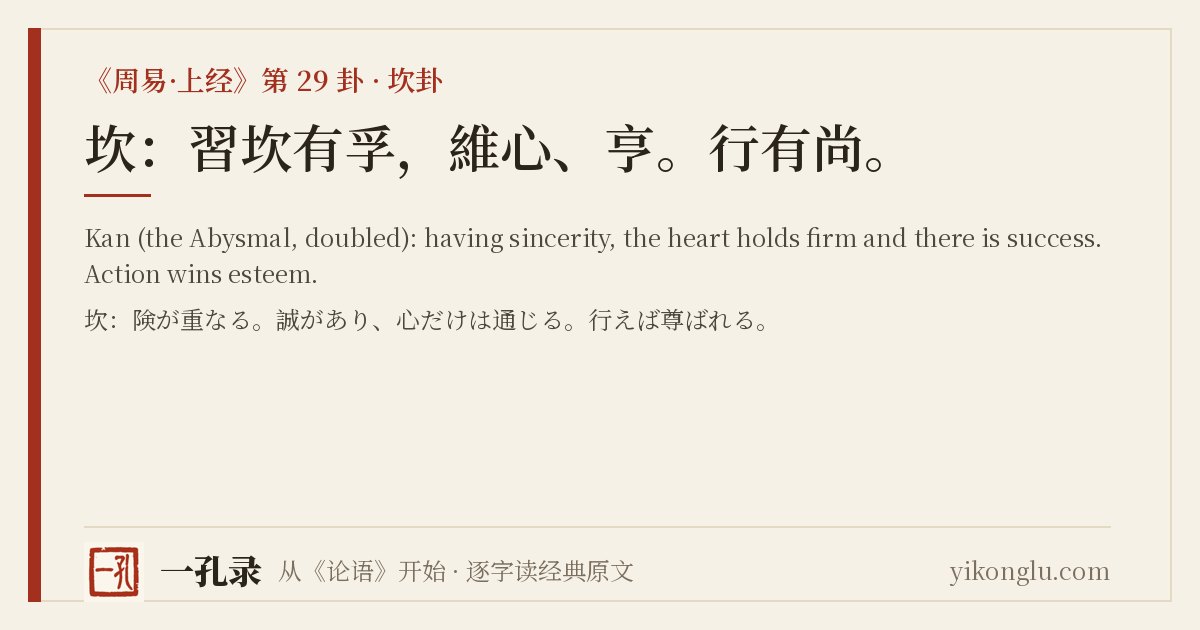 《周易·上经》第 29 卦 · 坎卦
坎：習坎有孚，維心、亨。行有尚。
Kan (the Abysmal, doubled): having sincerity, the heart holds firm and there is success.
Action wins esteem.
坎：険が重なる。誠があり、心だけは通じる。行えば尊ばれる。
一孔
一孔录
从《论语》开始 · 逐字读经典原文
yikonglu.com